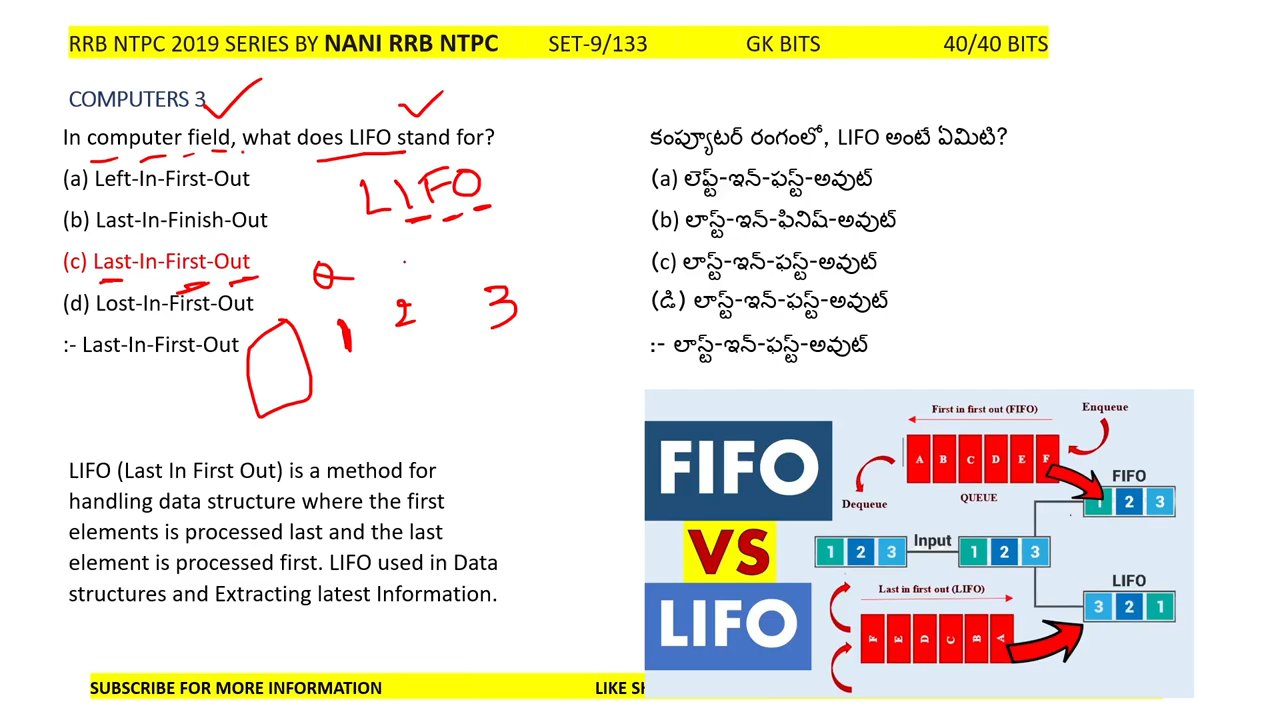 RRB NTPC 2019 SERIES BY NANI RRB NTPC SET-9/133 GK BITS 40/40 BITS
COMPUTERS 3
In computer field, what does LIFO stand for?
(a) Left-In-First-Out
(b) Last-In-Finish-Out
(c) Last-In-First-Out
(d) Lost-In-First-Out
:- Last-In-First-Out
LIFO
1 2 3
LIFO (Last In First Out) is a method for
handling data structure where the first
elements is processed last and the last
element is processed first. LIFO used in Data
structures and Extracting latest Information.
కంప్యూటర్ రంగంలో, LIFO అంటే ఏమిటి?
(a) లెఫ్ట్-ఇన్-ఫస్ట్-అవుట్
(b) లాస్ట్-ఇన్-ఫినిష్-అవుట్
(c) లాస్ట్-ఇన్-ఫస్ట్-అవుట్
(డి) లాస్ట్-ఇన్-ఫస్ట్-అవుట్
:- లాస్ట్-ఇన్-ఫస్ట్-అవుట్
FIFO
VS
LIFO
First in first out (FIFO) Enqueue
A B C D E F
Dequeue QUEUE
FIFO
1 2 3
1 2 3 Input 1 2 3
LIFO
3 2 1
Last in first out (LIFO)
F E D C B A
SUBSCRIBE FOR MORE INFORMATION LIKE